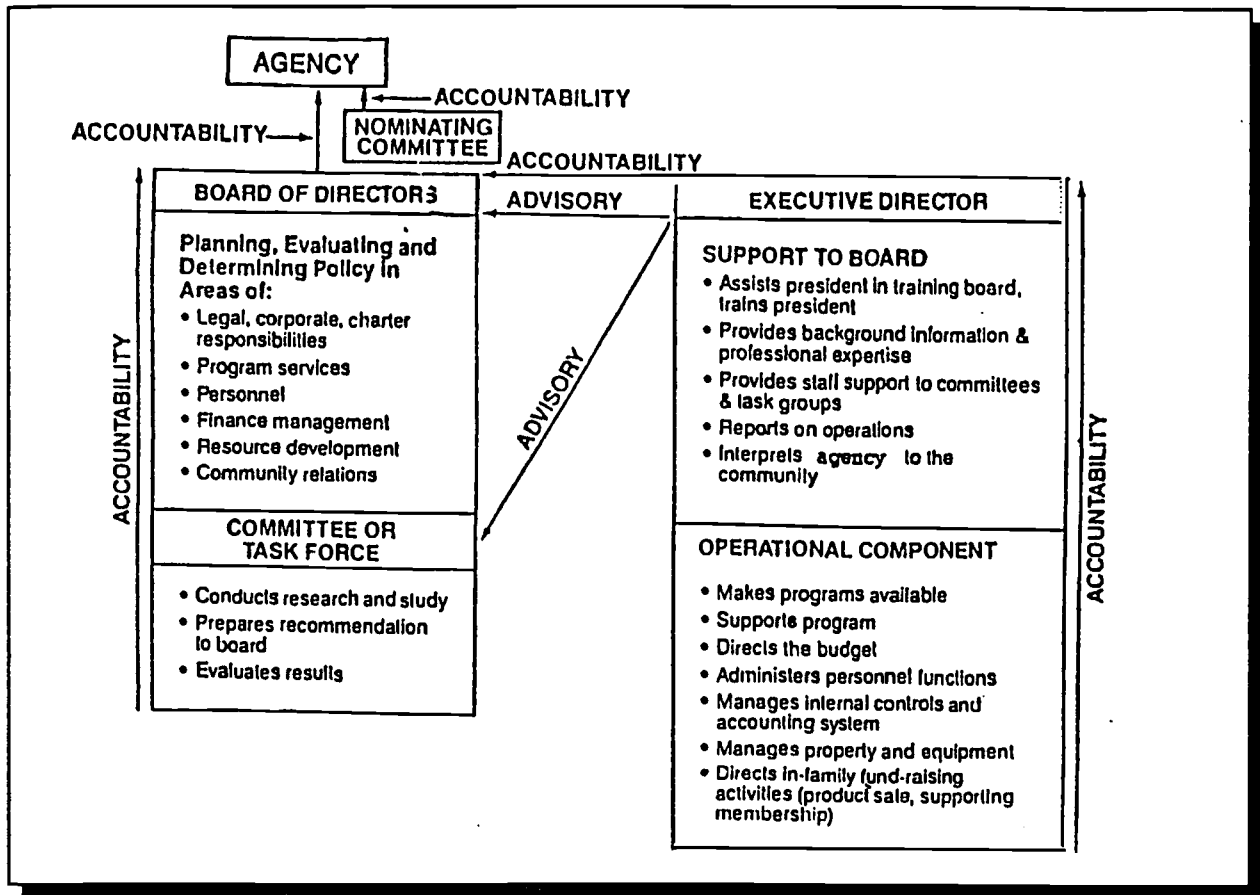 AGENCY
ACCOUNTABILITY
ACCOUNTABILITY
NOMINATING
COMMITTEE
ACCOUNTABILITY
BOARD OF DIRECTORS
ADVISORY
EXECUTIVE DIRECTOR
ACCOUNTABILITY
Planning, Evaluating and
Determining Policy in
Areas of:
• Legal, corporate, charter
responsibilities
• Program services
• Personnel
• Finance management
• Resource development
• Community relations
COMMITTEE OR
TASK FORCE
• Conducts research and study
• Prepares recommendation
to board
• Evaluates results
ADVISORY
SUPPORT TO BOARD
• Assists president in training board,
trains president
• Provides background information &
professional expertise
• Provides staff support to committees
& task groups
• Reports on operations
• Interprets agency to the
community
OPERATIONAL COMPONENT
• Makes programs available
• Supports program
• Directs the budget
• Administers personnel functions
• Manages internal controls and
accounting system
• Manages property and equipment
• Directs in-family fund-raising
activities (product sale, supporting
membership)
ACCOUNTABILITY